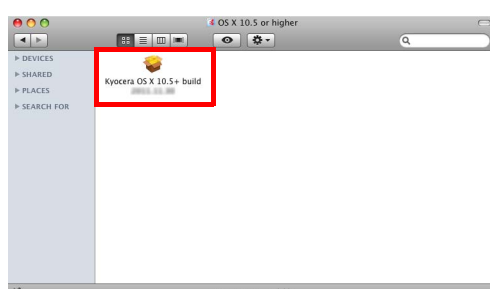 OS X 10.5 or higher
DEVICES
SHARED
PLACES
SEARCH FOR
Kyocera OS X 10.5+ build